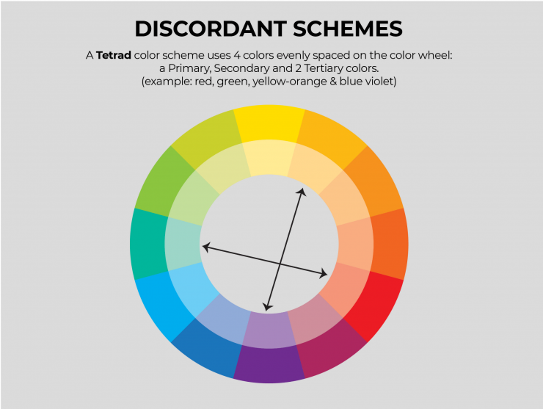 DISCORDANT SCHEMES
A Tetrad color scheme uses 4 colors evenly spaced on the color wheel:
a Primary, Secondary and 2 Tertiary colors.
(example: red, green, yellow-orange & blue violet)